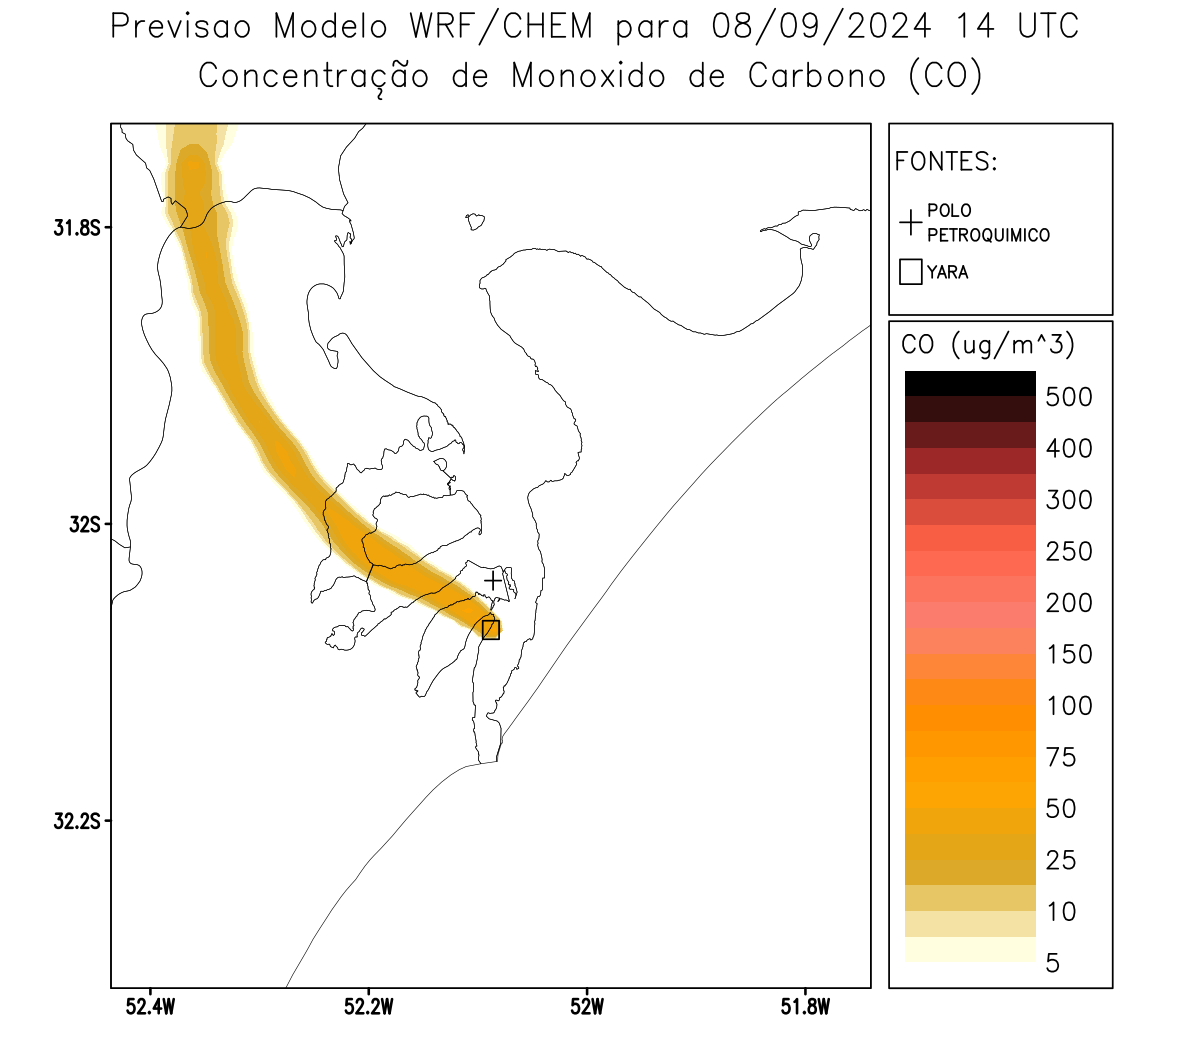 Previsao Modelo WRF/CHEM para 08/09/2024 14 UTC
Concentração de Monoxido de Carbono (CO)
FONTES:
POLO
PETROQUIMICO
YARA
CO (ug/m^3)
500
400
300
250
200
150
100
75
50
25
10
5
31.8S
32S
32.2S
52.4W
52.2W
52W
51.8W